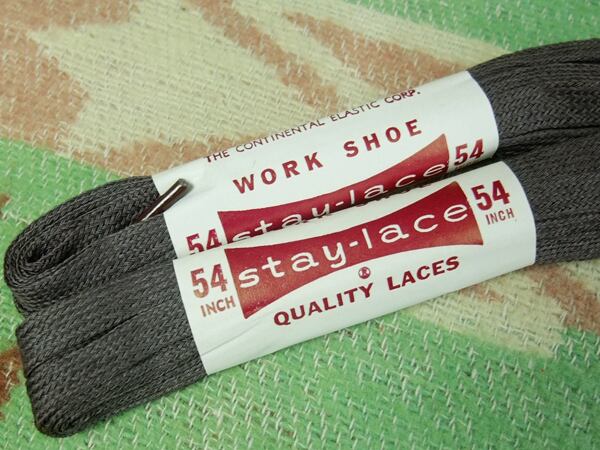 THE CONTINENTAL ELASTIC CORP.
WORK SHOE
54 stay-lace 54
54 INCH stay-lace 54 INCH
®
QUALITY LACES